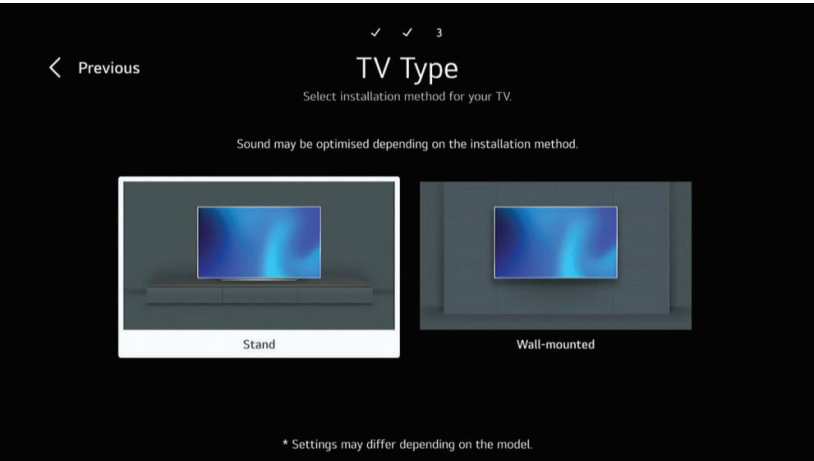 3
Previous
TV Type
Select installation method for your TV.
Sound may be optimised depending on the installation method.
Stand
Wall-mounted
* Settings may differ depending on the model.